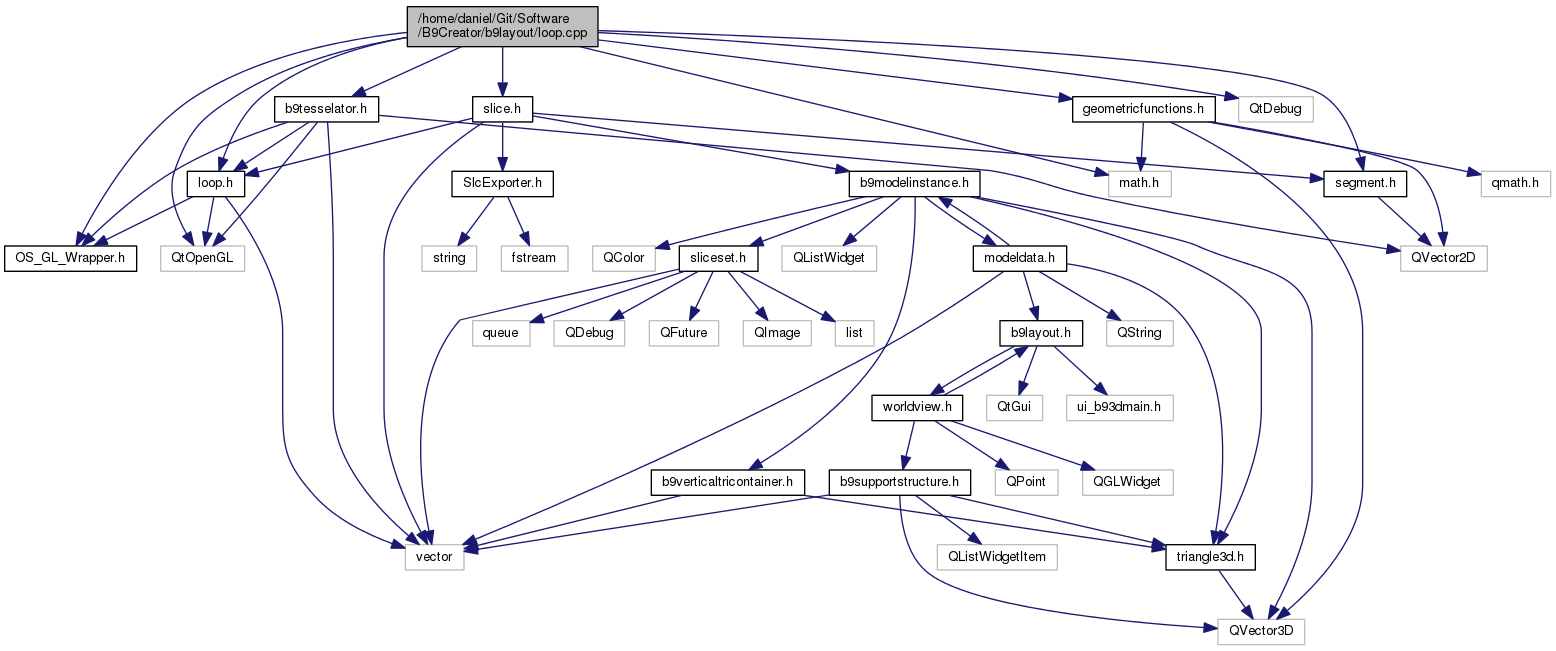 /home/daniel/Git/Software
/B9Creator/b9layout/loop.cpp
b9tesselator.h
slice.h
geometricfunctions.h
QtDebug
loop.h
SlcExporter.h
b9modelinstance.h
math.h
segment.h
qmath.h
OS_GL_Wrapper.h
QtOpenGL
string
fstream
QColor
sliceset.h
QListWidget
modeldata.h
QVector2D
queue
QDebug
QFuture
QImage
list
b9layout.h
QString
worldview.h
QtGui
ui_b93dmain.h
b9verticaltricontainer.h
b9supportstructure.h
QPoint
QGLWidget
vector
QListWidgetItem
triangle3d.h
QVector3D